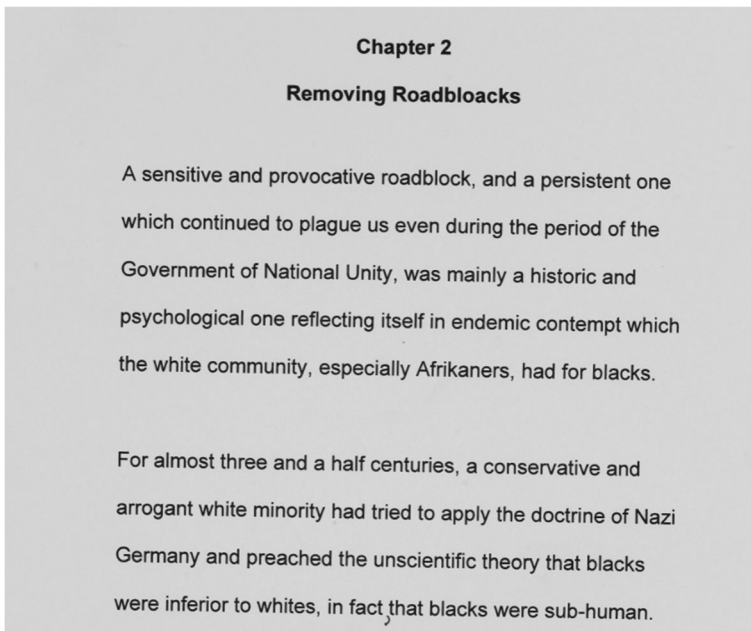 Chapter 2
Removing Roadbloacks
A sensitive and provocative roadblock, and a persistent one
which continued to plague us even during the period of the
Government of National Unity, was mainly a historic and
psychological one reflecting itself in endemic contempt which
the white community, especially Afrikaners, had for blacks.
For almost three and a half centuries, a conservative and
arrogant white minority had tried to apply the doctrine of Nazi
Germany and preached the unscientific theory that blacks
were inferior to whites, in fact, that blacks were sub-human.